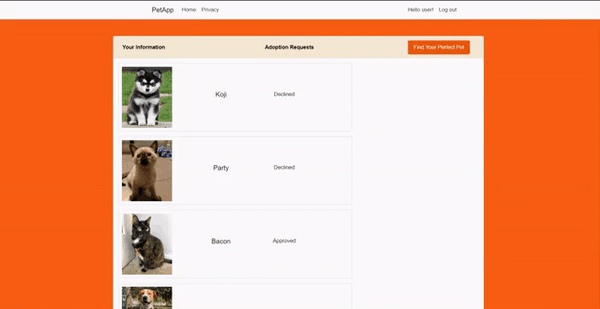 PetApp Home Privacy Hello user! Log out
Your Information Adoption Requests Find Your Perfect Pet
Koji Declined
Party Declined
Bacon Approved